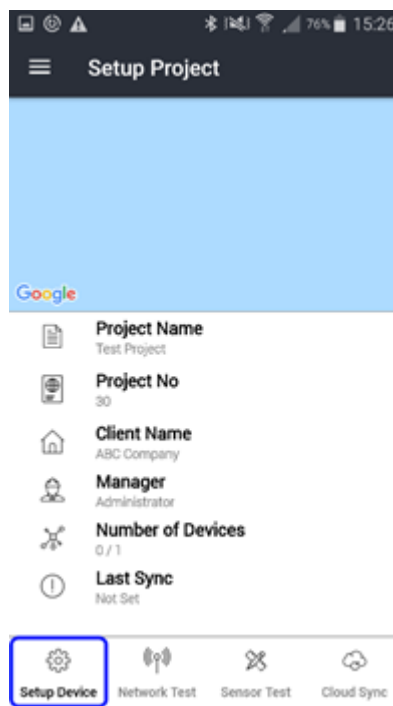 76% 15:26
Setup Project
Google
Project Name
Test Project
Project No
30
Client Name
ABC Company
Manager
Administrator
Number of Devices
0 / 1
Last Sync
Not Set
Setup Device Network Test Sensor Test Cloud Sync